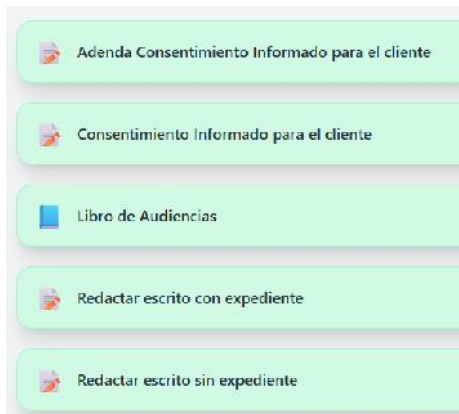 Adenda Consentimiento Informado para el cliente
Consentimiento Informado para el cliente
Libro de Audiencias
Redactar escrito con expediente
Redactar escrito sin expediente